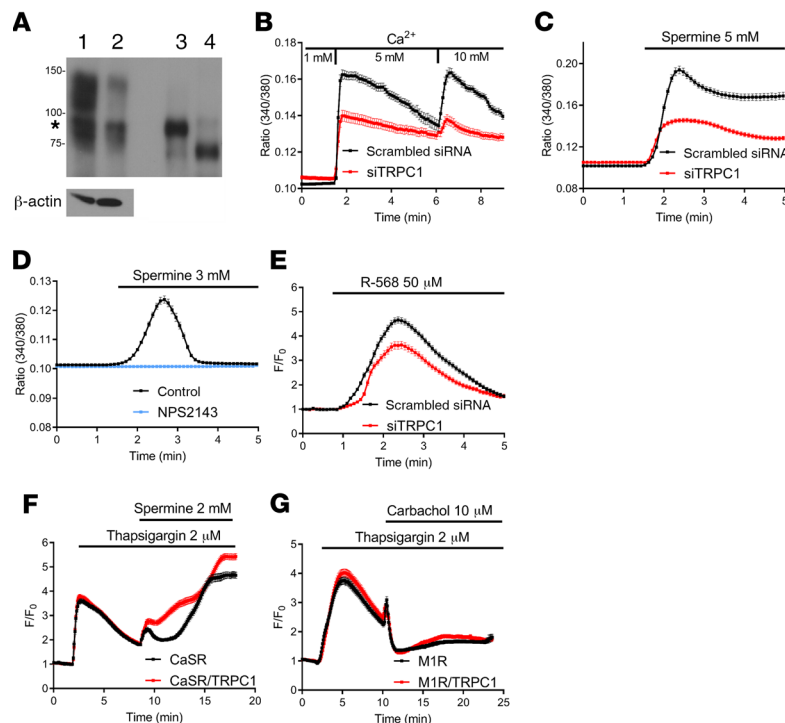 A
1 2 3 4
150-
100-
*
75-
β-actin
B
Ca²⁺
1 mM 5 mM 10 mM
Ratio (340/380)
0.18
0.16
0.14
0.12
0.10
Scrambled siRNA
siTRPC1
0 2 4 6 8
Time (min)
C
Spermine 5 mM
Ratio (340/380)
0.20
0.16
0.12
0.08
Scrambled siRNA
siTRPC1
0 1 2 3 4 5
Time (min)
D
Spermine 3 mM
Ratio (340/380)
0.13
0.12
0.11
0.10
0.09
0.08
Control
NPS2143
0 1 2 3 4 5
Time (min)
E
R-568 50 μM
F/F₀
6
5
4
3
2
1
0
Scrambled siRNA
siTRPC1
0 1 2 3 4 5
Time (min)
F
Spermine 2 mM
Thapsigargin 2 μM
F/F₀
6
5
4
3
2
1
0
CaSR
CaSR/TRPC1
0 5 10 15 20
Time (min)
G
Carbachol 10 μM
Thapsigargin 2 μM
F/F₀
5
4
3
2
1
0
M1R
M1R/TRPC1
0 5 10 15 20 25
Time (min)